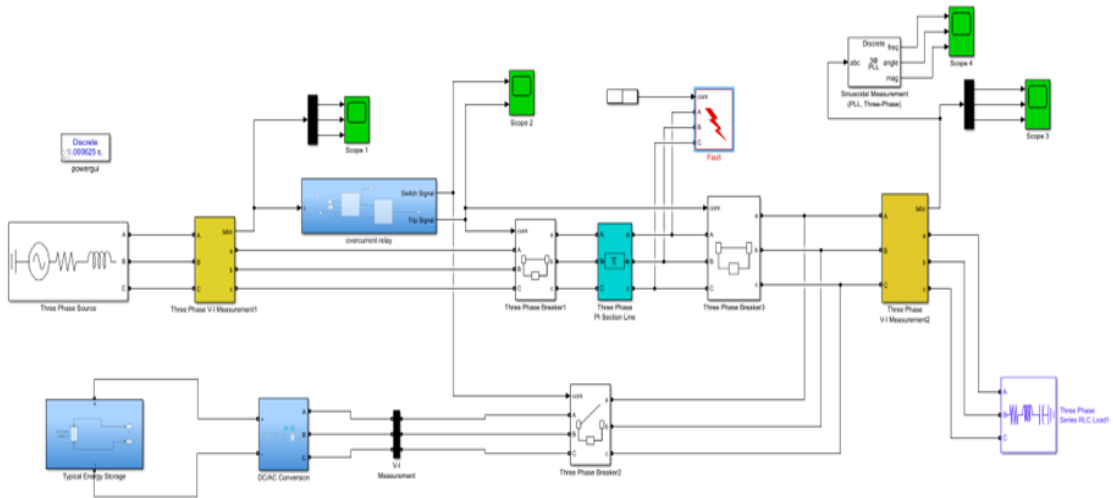 Discrete
freq
abc
3Φ
PLL
angle
mag
Sinusoidal Measurement
(PLL, Three-Phase)
Scope 4
Scope 3
Scope 1
Scope 2
com
A
B
C
Fault
Discrete
powergui
Switch Signal
Trip Signal
overcurrent relay
A
B
C
Three Phase Source
A
B
C
Iabc
a
b
c
Three Phase V-I Measurement1
com
A
B
C
a
b
c
Three Phase Breaker1
A
B
C
a
c
Three Phase
PI Section Line
com
A
B
C
a
b
c
Three Phase Breaker3
A
B
C
Iabc
a
b
c
Three Phase
V-I Measurement2
A
B
C
Three Phase
Series RLC Load1
+
-
Typical Energy Storage
+
-
A
B
C
DC/AC Conversion
V-I
Measurement
com
A
B
C
a
b
c
Three Phase Breaker2